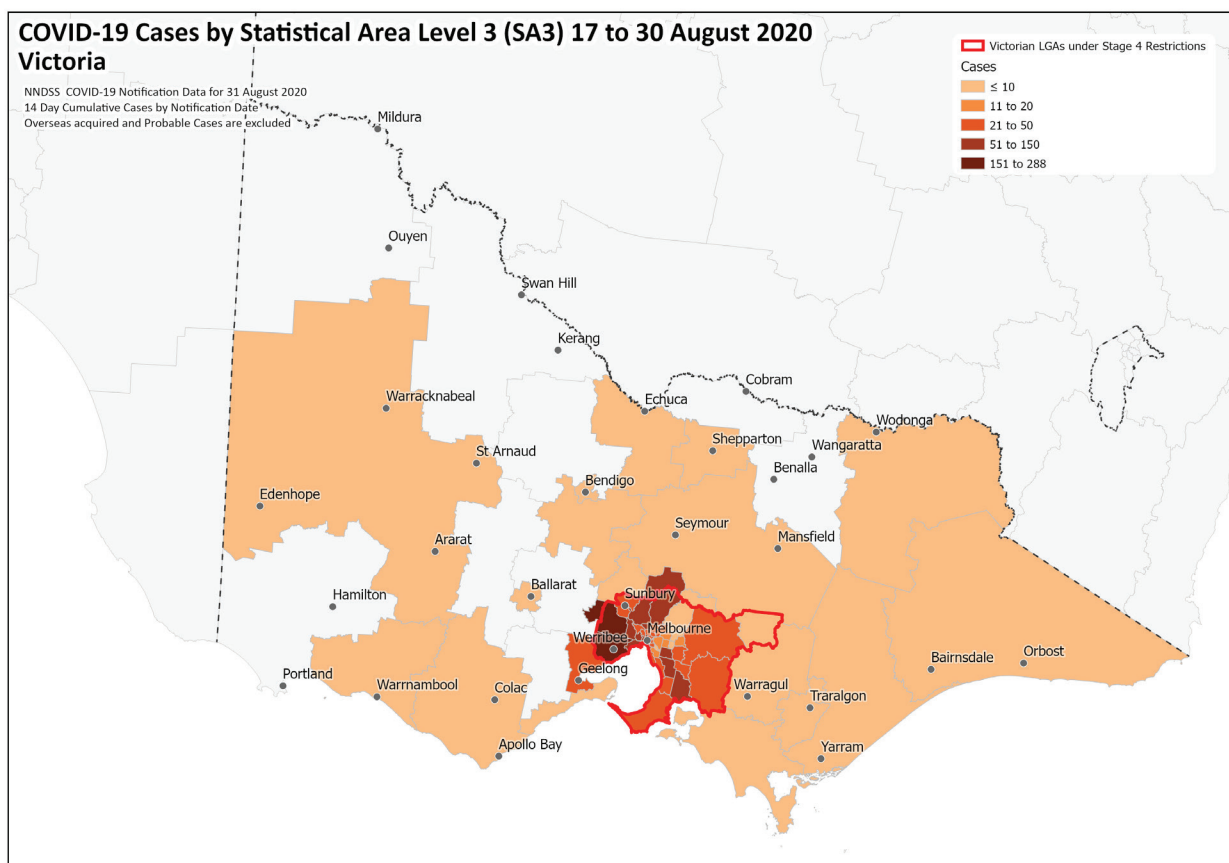 COVID-19 Cases by Statistical Area Level 3 (SA3) 17 to 30 August 2020
Victoria
NNDSS COVID-19 Notification Data for 31 August 2020
14 Day Cumulative Cases by Notification Date
Overseas acquired and Probable Cases are excluded
Victorian LGAs under Stage 4 Restrictions
Cases
≤ 10
11 to 20
21 to 50
51 to 150
151 to 288
Mildura
Ouyen
Swan Hill
Kerang
Cobram
Warracknabeal
Echuca
Wodonga
Shepparton
Wangaratta
St Arnaud
Benalla
Bendigo
Edenhope
Seymour
Mansfield
Ararat
Ballarat
Sunbury
Hamilton
Melbourne
Werribee
Bairnsdale
Orbost
Geelong
Portland
Warrnambool
Colac
Warragul
Traralgon
Apollo Bay
Yarram